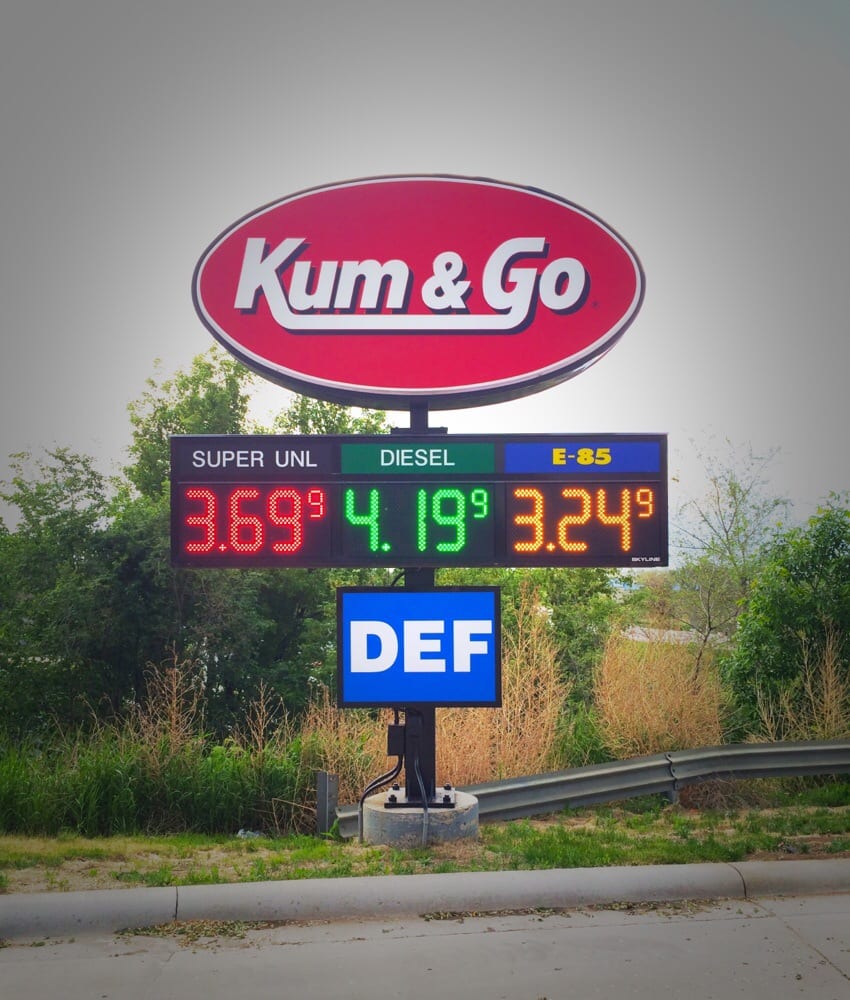 Kum & Go
SUPER UNL DIESEL E-85
3.69⁹ 4.19⁹ 3.24⁹
SKYLINE
DEF